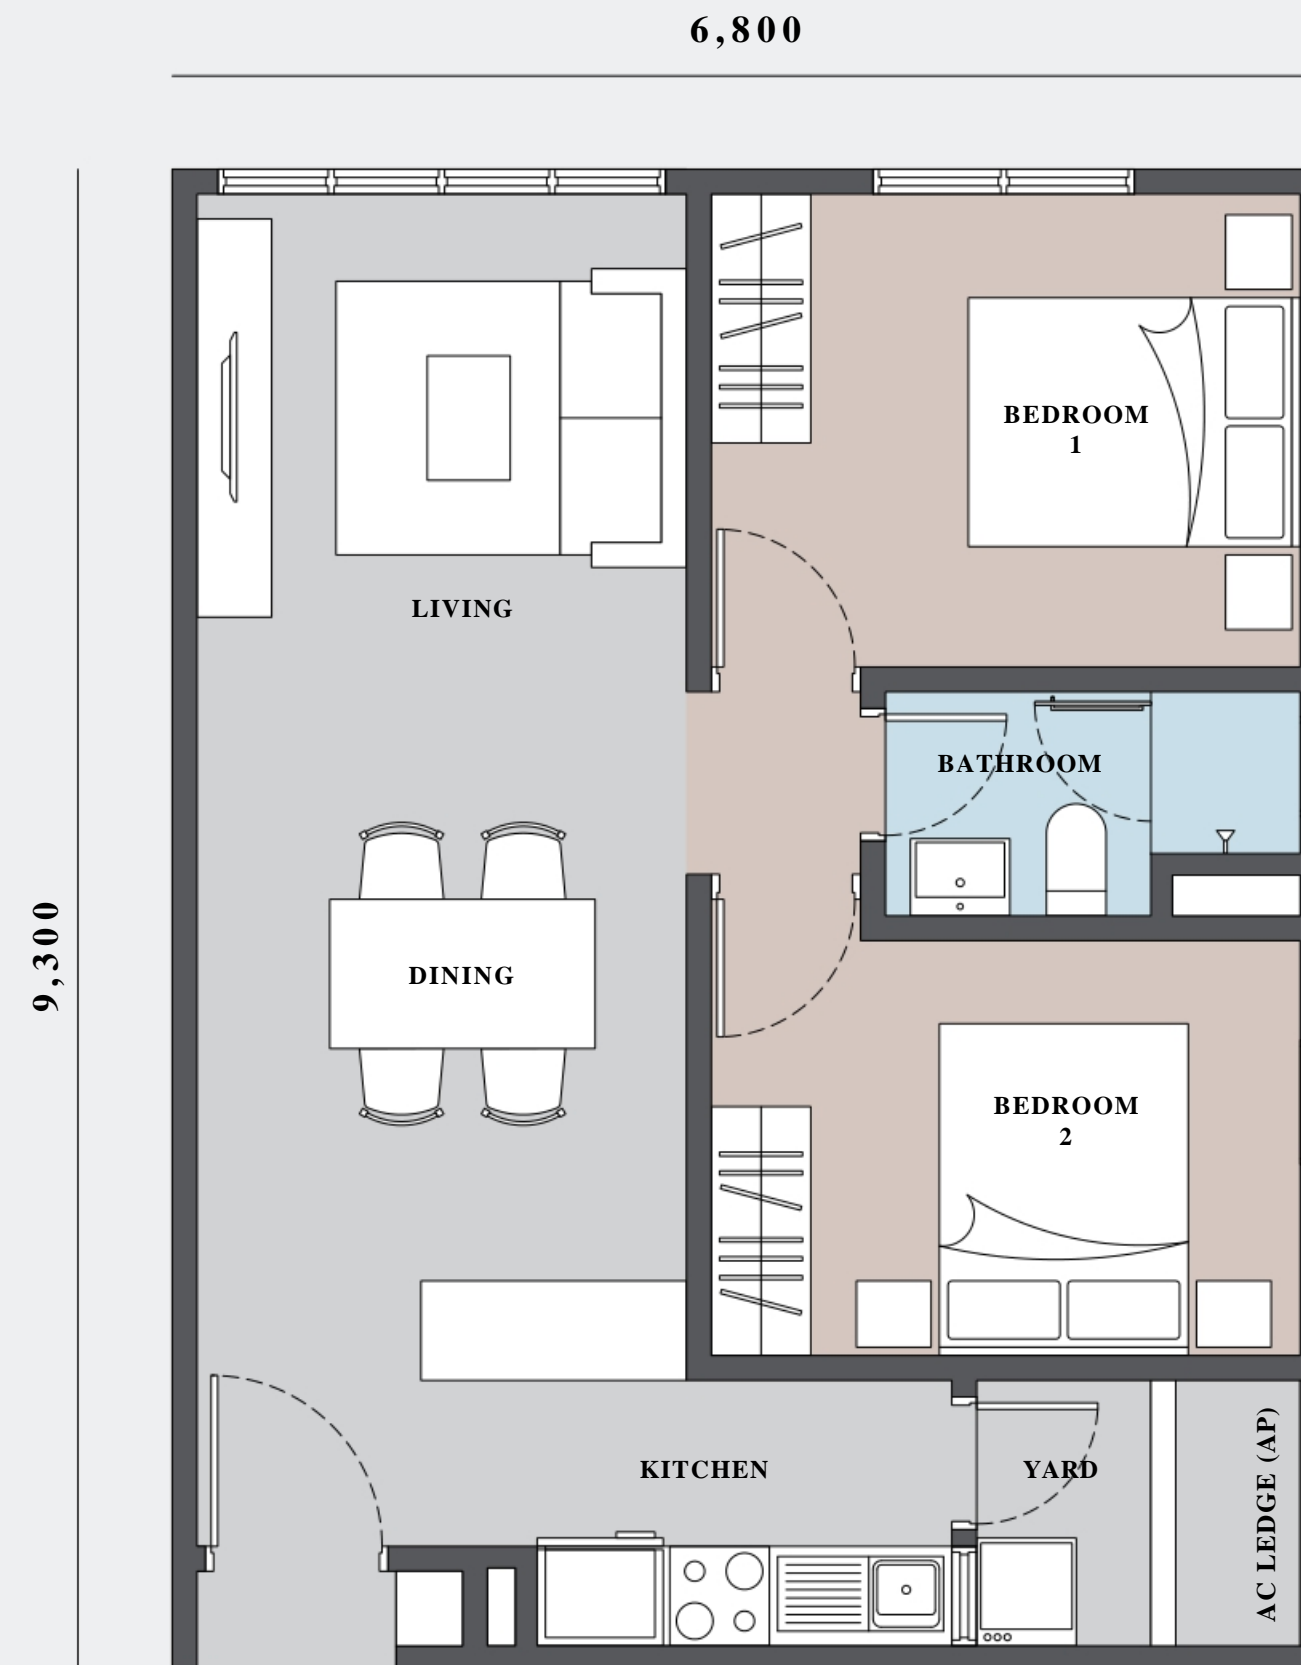 6,800
BEDROOM
1
LIVING
BATHROOM
9,300
DINING
BEDROOM
2
KITCHEN
YARD
AC LEDGE (AP)